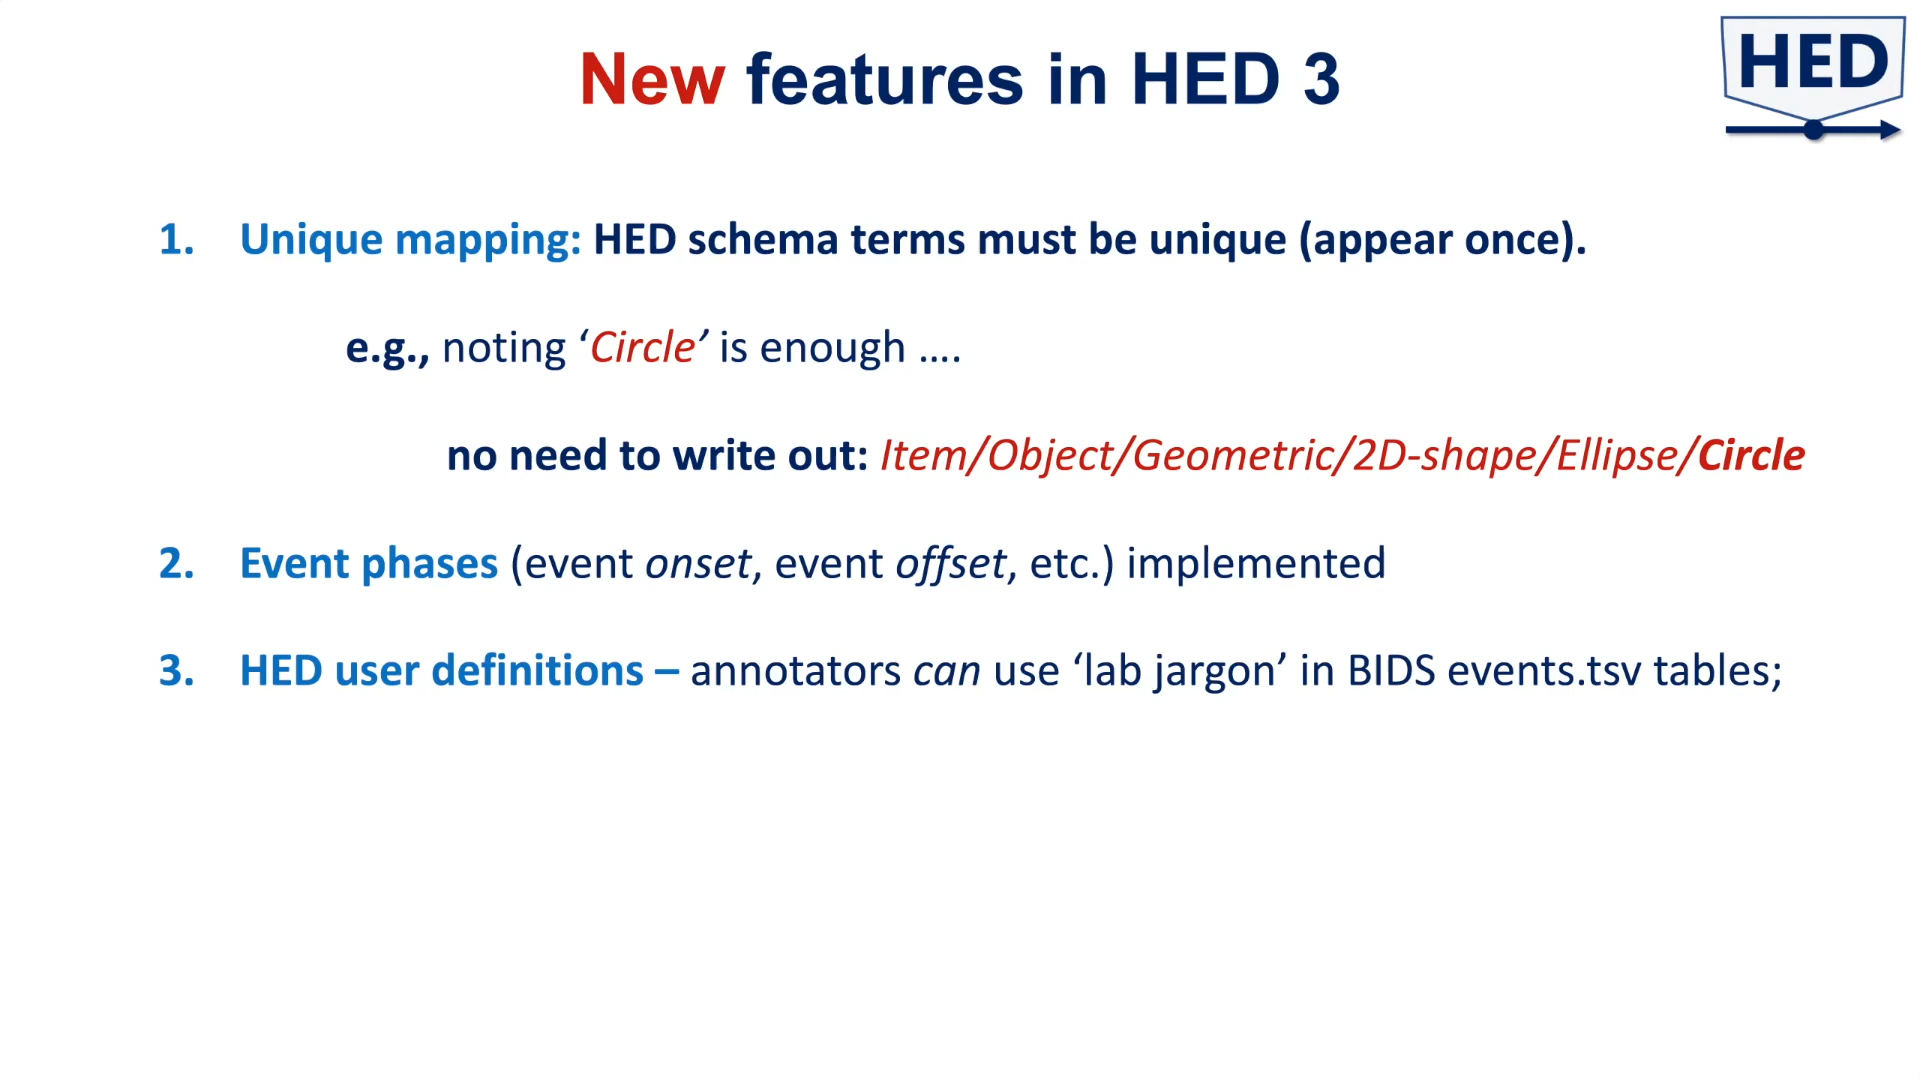 New features in HED 3
HED
1. Unique mapping: HED schema terms must be unique (appear once).
e.g., noting ‘Circle’ is enough ....
no need to write out: Item/Object/Geometric/2D-shape/Ellipse/Circle
2. Event phases (event onset, event offset, etc.) implemented
3. HED user definitions – annotators can use ‘lab jargon’ in BIDS events.tsv tables;